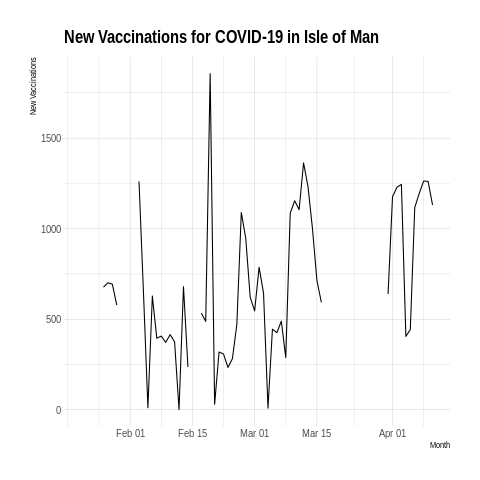 New Vaccinations for COVID-19 in Isle of Man
New Vaccinations
1500
1000
500
0
Feb 01 Feb 15 Mar 01 Mar 15 Apr 01
Month